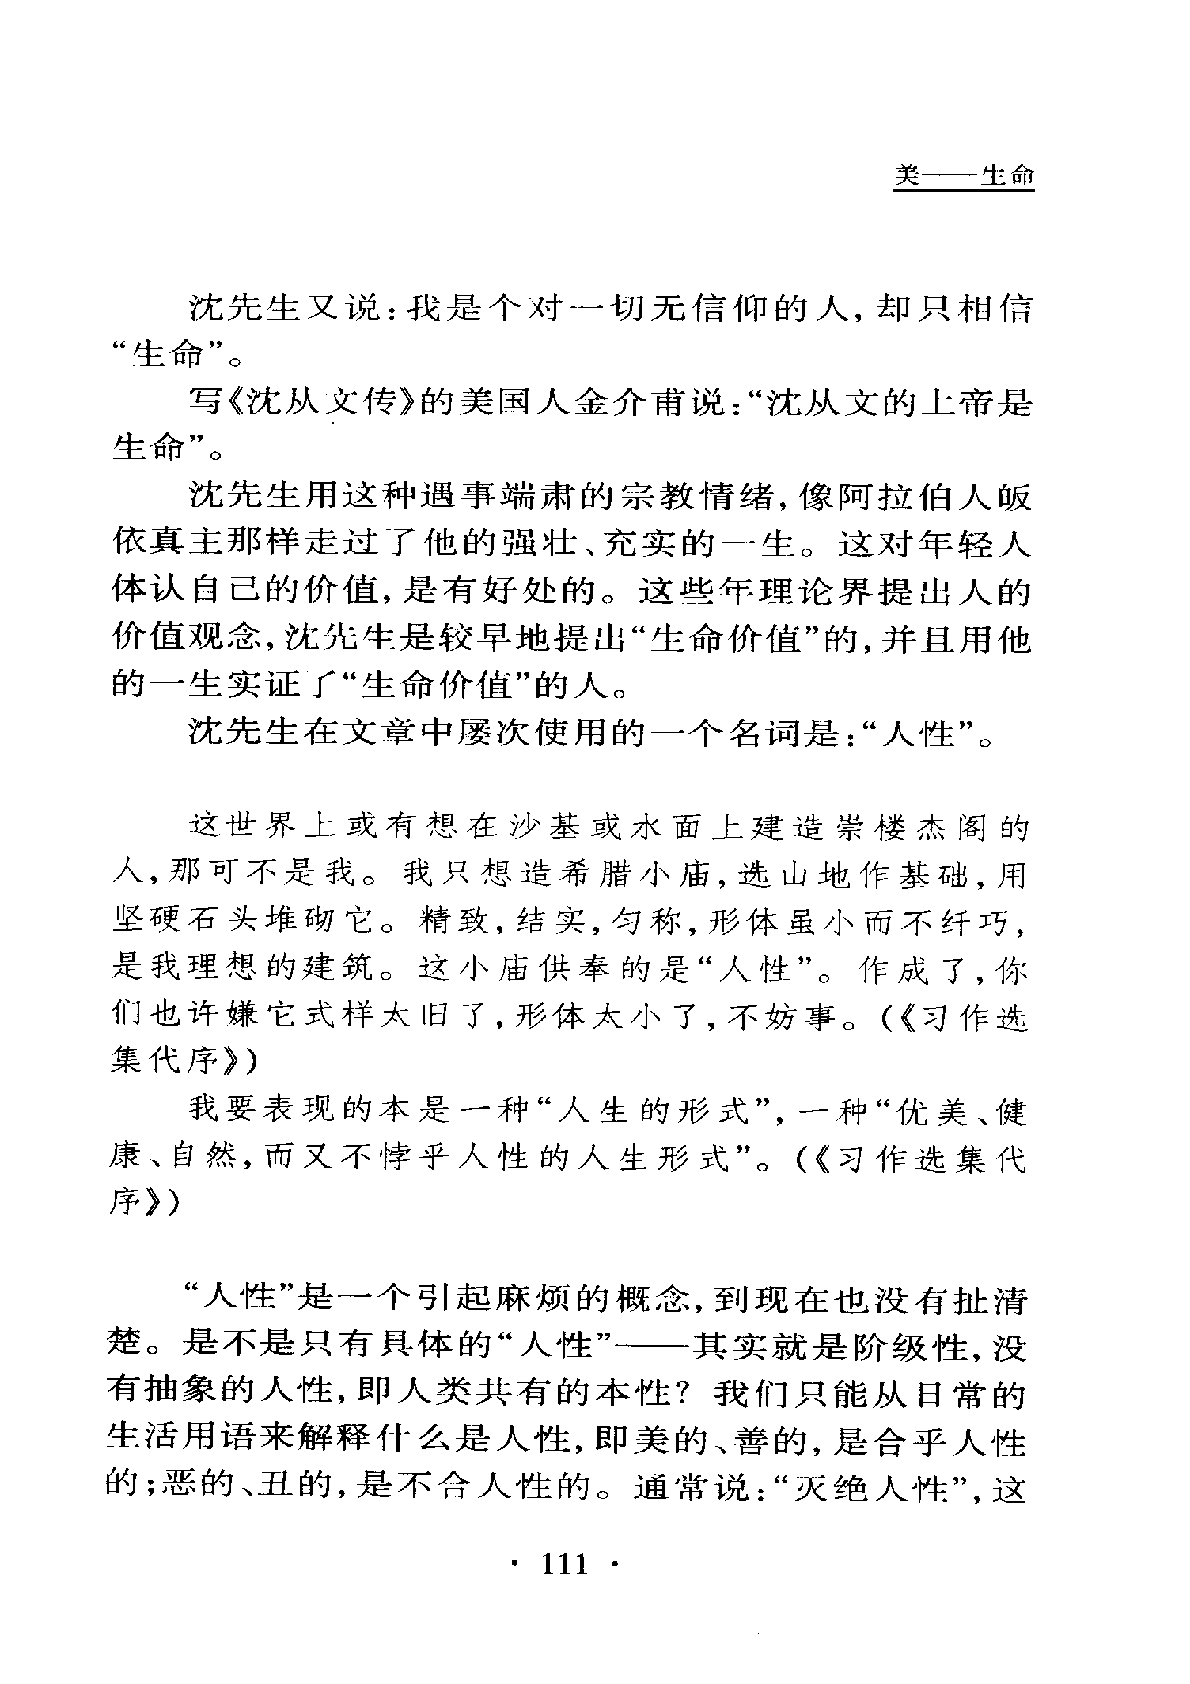 美——生命
沈先生又说：我是个对一切无信仰的人，却只相信
“生命”。
写《沈从文传》的美国人金介甫说：“沈从文的上帝是
生命”。
沈先生用这种遇事端肃的宗教情绪，像阿拉伯人皈
依真主那样走过了他的强壮、充实的一生。这对年轻人
体认自己的价值，是有好处的。这些年理论界提出人的
价值观念，沈先生是较早地提出“生命价值”的，并且用他
的一生实证了“生命价值”的人。
沈先生在文章中屡次使用的一个名词是：“人性”。
这世界上或有想在沙基或水面上建造崇楼杰阁的
人，那可不是我。我只想造希腊小庙，选山地作基础，用
坚硬石头堆砌它。精致，结实，匀称，形体虽小而不纤巧，
是我理想的建筑。这小庙供奉的是“人性”。作成了，你
们也许嫌它式样太旧了，形体太小了，不妨事。（《习作选
集代序》）
我要表现的本是一种“人生的形式”，一种“优美、健
康、自然，而又不悖乎人性的人生形式”。（《习作选集代
序》）
“人性”是一个引起麻烦的概念，到现在也没有扯清
楚。是不是只有具体的“人性”——其实就是阶级性，没
有抽象的人性，即人类共有的本性？我们只能从日常的
生活用语来解释什么是人性，即美的、善的，是合乎人性
的；恶的、丑的，是不合人性的。通常说：“灭绝人性”，这
· 111 ·